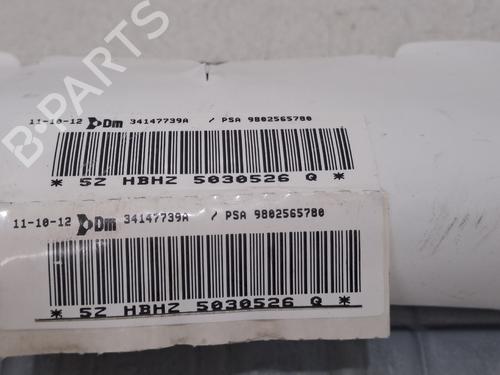 11-10-12 Dm 34147739A / PSA 9802565780
* 5Z HBHZ 5030526 Q *
11-10-12 Dm 34147739A / PSA 9802565780
* 5Z HBHZ 5030526 Q *
B-PARTS